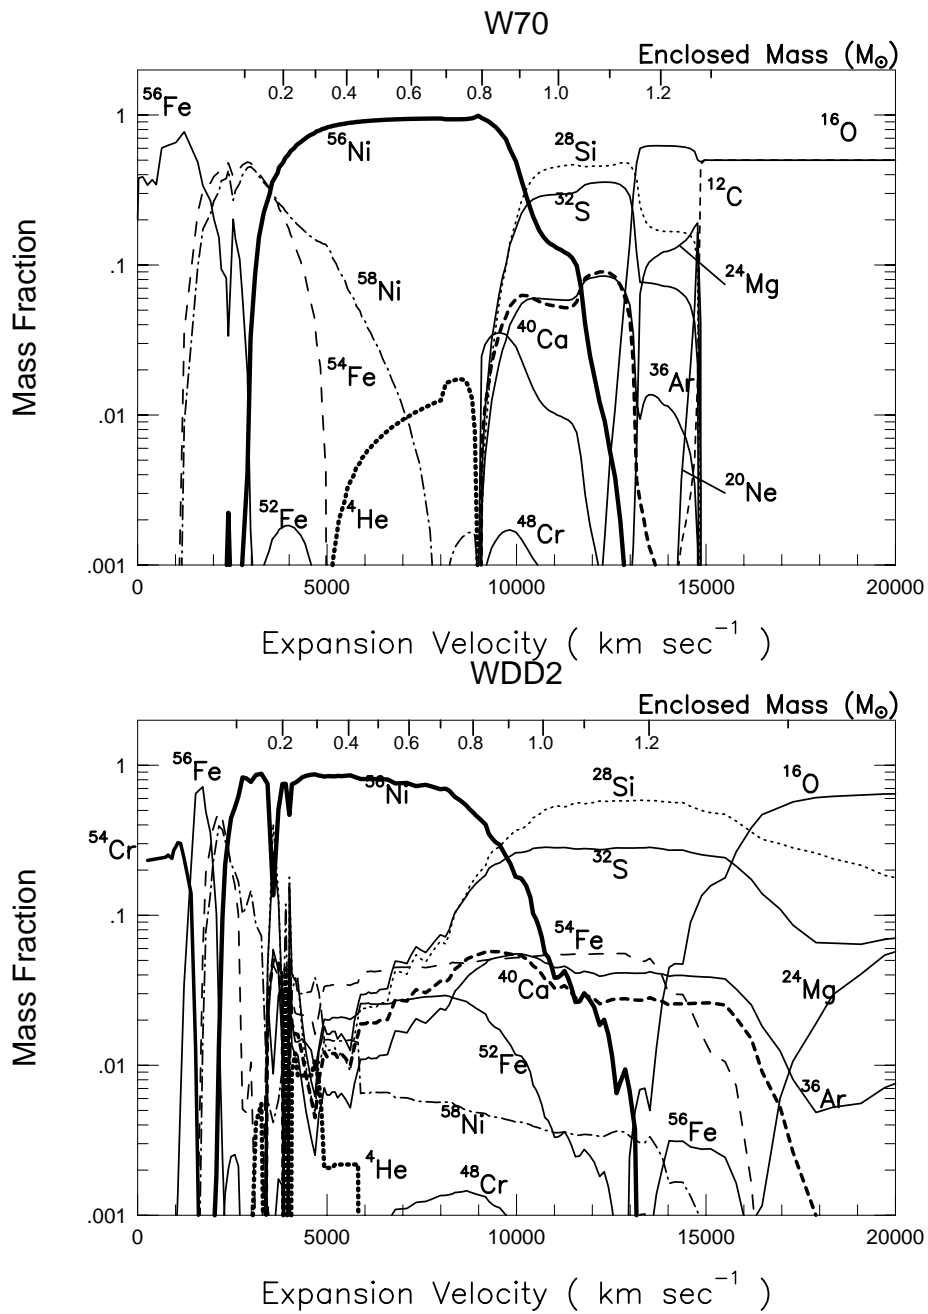 W70
Enclosed Mass (M⊙)
0.2 0.4 0.6 0.8 1.0 1.2
⁵⁶Fe
¹⁶O
1
⁵⁶Ni
²⁸Si
¹²C
³²S
.1
⁵⁸Ni
²⁴Mg
⁴⁰Ca
⁵⁴Fe
³⁶Ar
.01
²⁰Ne
⁵²Fe
⁴He
⁴⁸Cr
.001
Mass Fraction
0 5000 10000 15000 20000
Expansion Velocity ( km sec⁻¹ )
WDD2
Enclosed Mass (M⊙)
0.2 0.4 0.6 0.8 1.0 1.2
⁵⁶Fe
1
⁵⁶Ni
²⁸Si
¹⁶O
⁵⁴Cr
³²S
.1
⁵⁴Fe
⁴⁰Ca
²⁴Mg
⁵²Fe
.01
³⁶Ar
⁵⁸Ni
⁵⁶Fe
⁴He
⁴⁸Cr
.001
Mass Fraction
0 5000 10000 15000 20000
Expansion Velocity ( km sec⁻¹ )